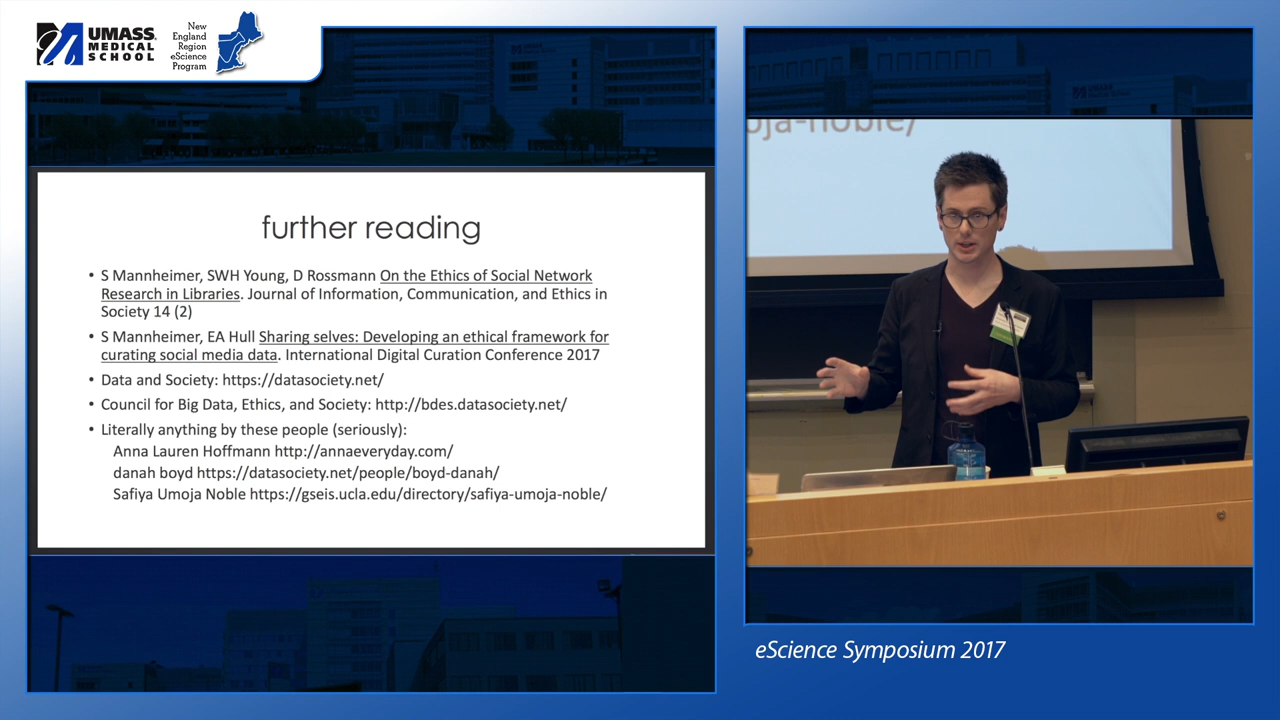 UMASS
MEDICAL
SCHOOL
New
England
Region
eScience
Program
further reading
• S Mannheimer, SWH Young, D Rossmann On the Ethics of Social Network
Research in Libraries. Journal of Information, Communication, and Ethics in
Society 14 (2)
• S Mannheimer, EA Hull Sharing selves: Developing an ethical framework for
curating social media data. International Digital Curation Conference 2017
• Data and Society: https://datasociety.net/
• Council for Big Data, Ethics, and Society: http://bdes.datasociety.net/
• Literally anything by these people (seriously):
Anna Lauren Hoffmann http://annaeveryday.com/
danah boyd https://datasociety.net/people/boyd-danah/
Safiya Umoja Noble https://gseis.ucla.edu/directory/safiya-umoja-noble/
oja-noble/
eScience Symposium 2017